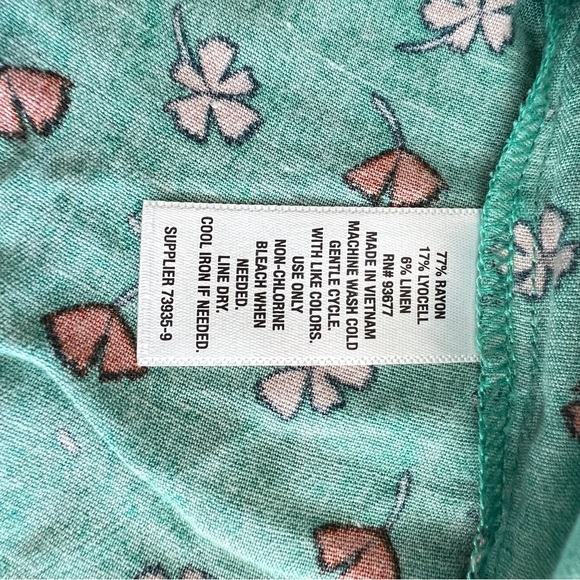 77% RAYON
17% LYOCELL
6% LINEN
RN# 93677
MADE IN VIETNAM
MACHINE WASH COLD
GENTLE CYCLE.
WITH LIKE COLORS.
USE ONLY
NON-CHLORINE
BLEACH WHEN
NEEDED.
LINE DRY.
COOL IRON IF NEEDED.
SUPPLIER 73935-9